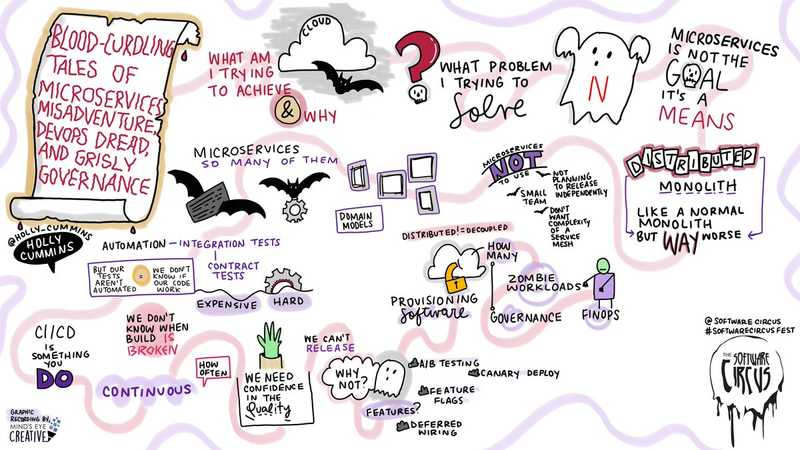 BLOOD-CURDLING
TALES OF
MICROSERVICES
MISADVENTURE,
DEVOPS DREAD,
AND GRISLY
GOVERNANCE
@HOLLY_CUMMINS
HOLLY
CUMMINS
WHAT AM
I TRYING
TO ACHIEVE
& WHY
CLOUD
?
WHAT PROBLEM
I TRYING TO
Solve
N
MICROSERVICES
IS NOT THE
GOAL
IT'S A
MEANS
MICROSERVICES
SO MANY OF THEM
DOMAIN
MODELS
MICROSERVICES
NOT
TO USE
SMALL
TEAM
NOT
PLANNING
TO RELEASE
INDEPENDENTLY
DON'T
WANT
COMPLEXITY
OF A
SERVICE
MESH
DISTRIBUTED
MONOLITH
LIKE A NORMAL
MONOLITH
BUT WAY WORSE
AUTOMATION – INTEGRATION TESTS
CONTRACT
TESTS
BUT OUR
TESTS
AREN'T
AUTOMATED
=
WE DON'T
KNOW IF
OUR CODE
WORK
EXPENSIVE
HARD
DISTRIBUTED != DECOUPLED
PROVISIONING
Software
HOW
MANY
GOVERNANCE
ZOMBIE
WORKLOADS
FINOPS
CI/CD
IS
SOMETHING
YOU
DO
WE DON'T
KNOW WHEN
BUILD IS
BROKEN
CONTINUOUS
HOW
OFTEN
WE NEED
CONFIDENCE
IN THE
Quality
WE CAN'T
RELEASE
WHY
NOT?
FEATURES?
A/B TESTING
CANARY DEPLOY
FEATURE
FLAGS
DEFERRED
WIRING
@SOFTWARECIRCUS
#SOFTWARECIRCUSFEST
THE
SOFTWARE
CIRCUS
GRAPHIC
RECORDING BY
MIND'S EYE
CREATIVE